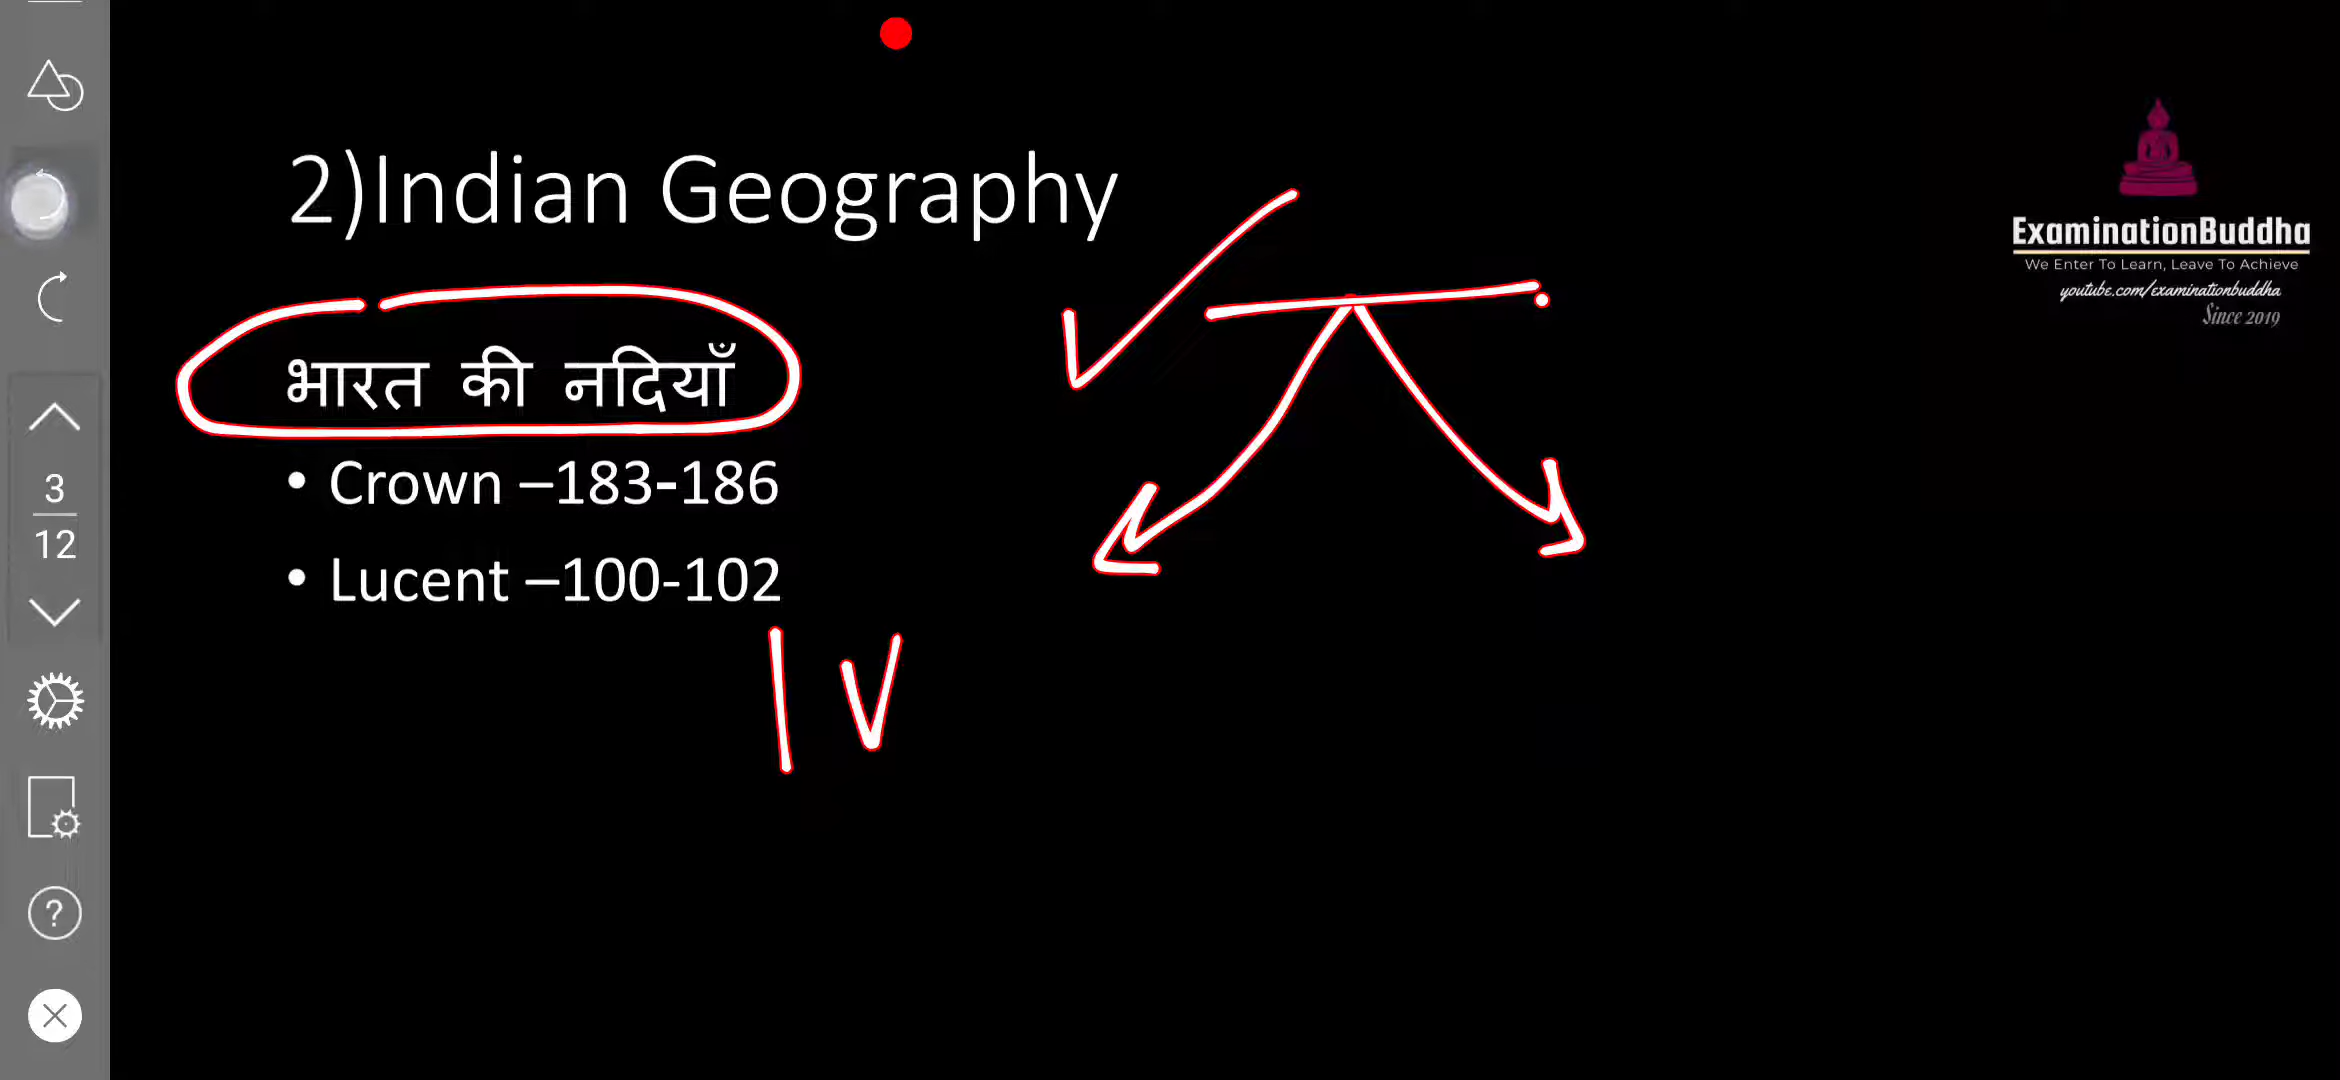 2)Indian Geography
भारत की नदियाँ
• Crown –183-186
• Lucent –100-102
3
12
?
ExaminationBuddha
We Enter To Learn, Leave To Achieve
youtube.com/examinationbuddha
Since 2019